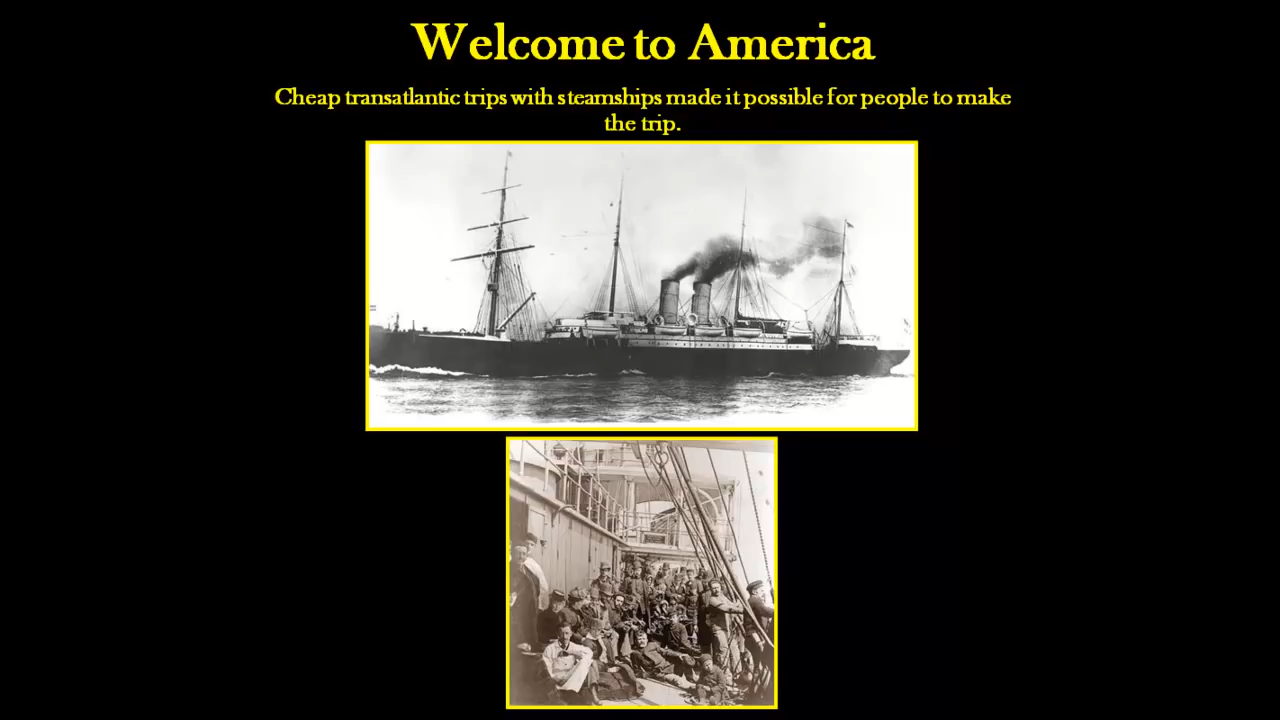 Welcome to America
Cheap transatlantic trips with steamships made it possible for people to make
the trip.